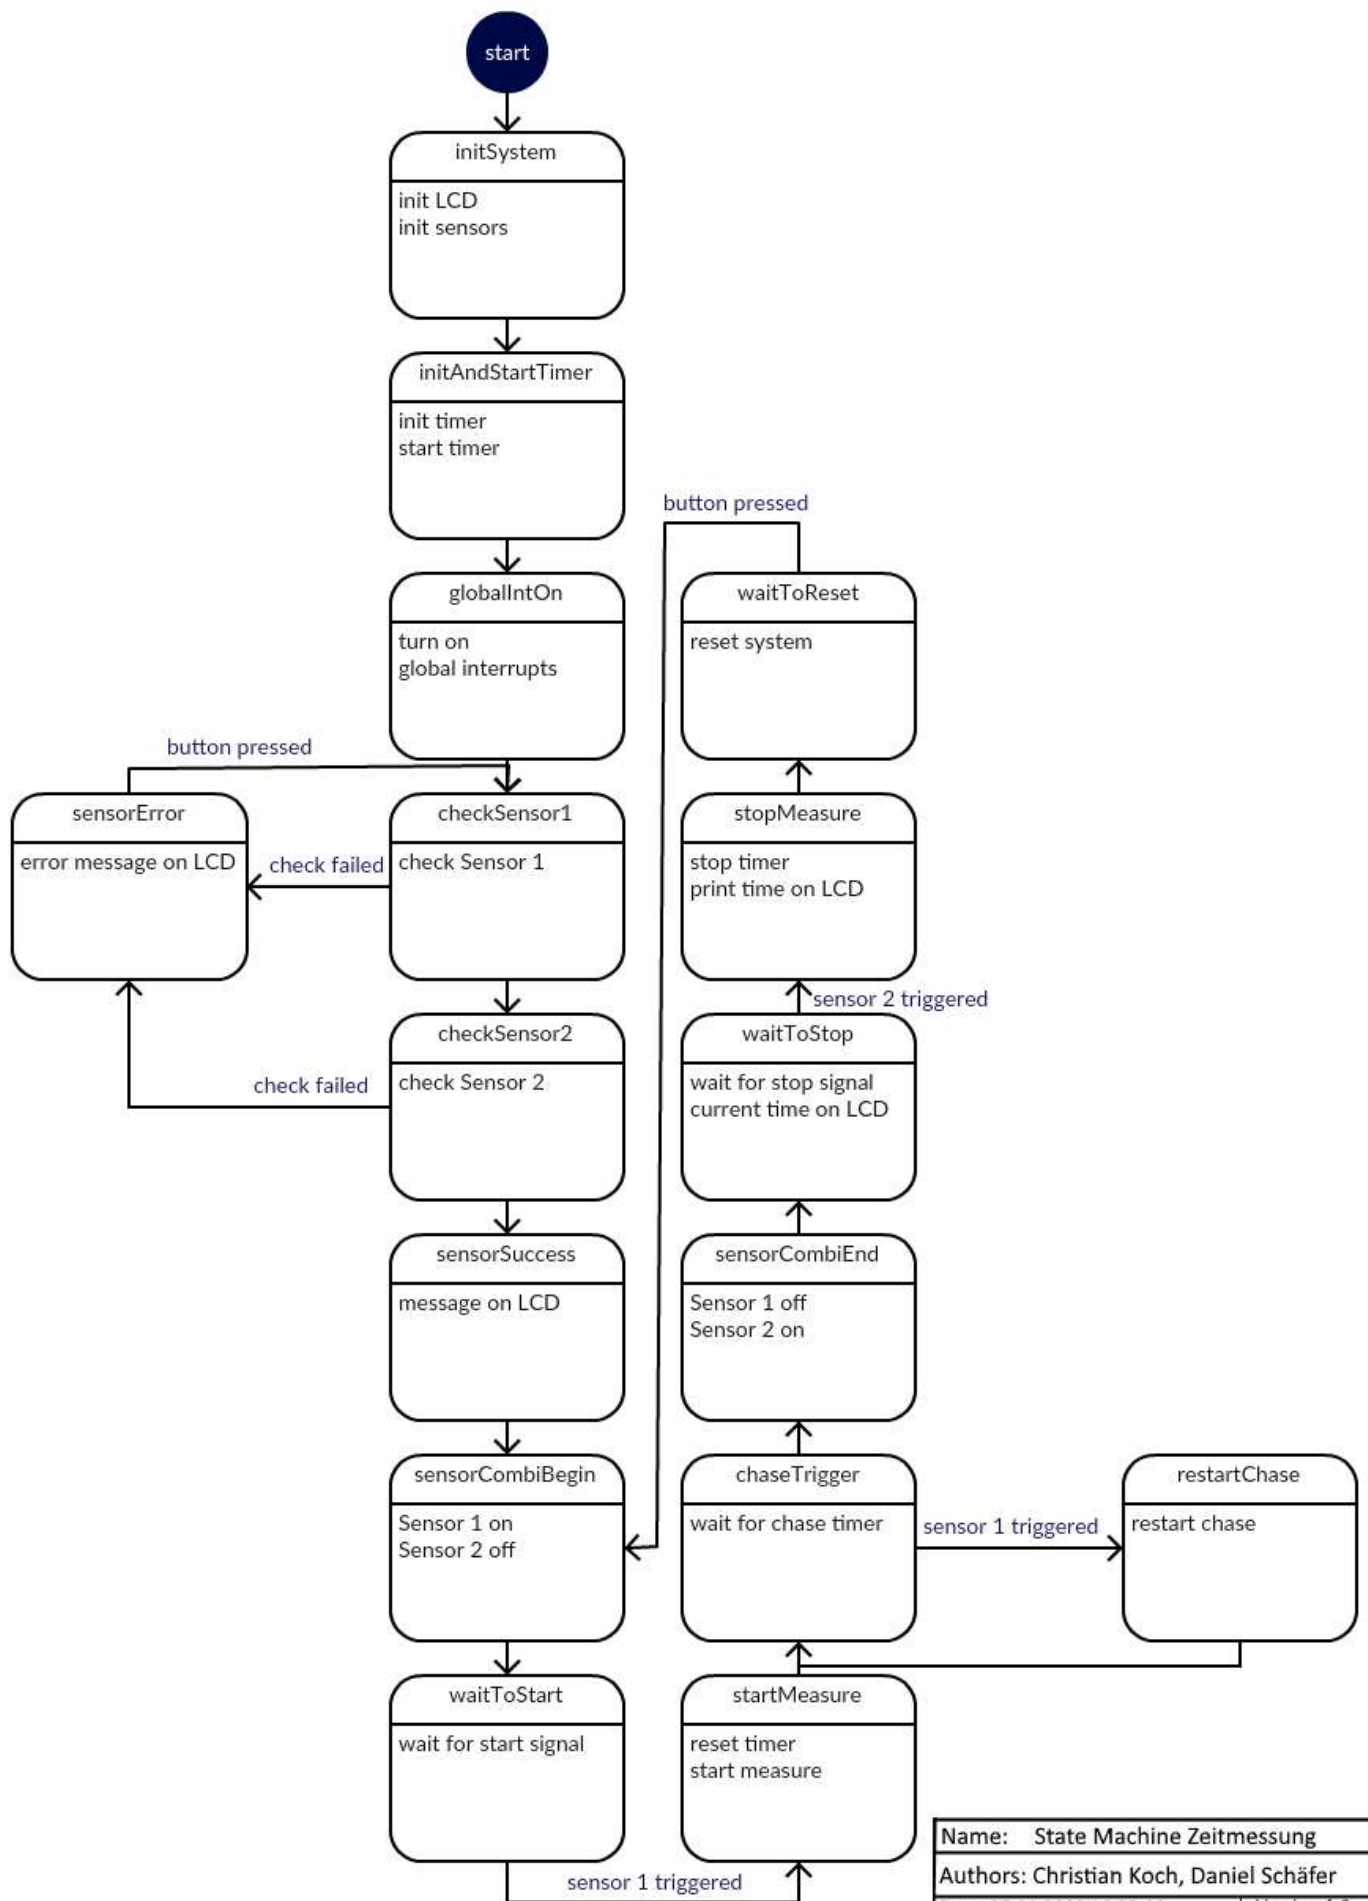 start
initSystem
init LCD
init sensors
initAndStartTimer
init timer
start timer
globalIntOn
turn on
global interrupts
button pressed
sensorError
error message on LCD
check failed
checkSensor1
check Sensor 1
check failed
checkSensor2
check Sensor 2
sensorSuccess
message on LCD
sensorCombiBegin
Sensor 1 on
Sensor 2 off
waitToStart
wait for start signal
sensor 1 triggered
button pressed
waitToReset
reset system
stopMeasure
stop timer
print time on LCD
sensor 2 triggered
waitToStop
wait for stop signal
current time on LCD
sensorCombiEnd
Sensor 1 off
Sensor 2 on
chaseTrigger
wait for chase timer
sensor 1 triggered
restartChase
restart chase
startMeasure
reset timer
start measure
Name: State Machine Zeitmessung
Authors: Christian Koch, Daniel Schäfer